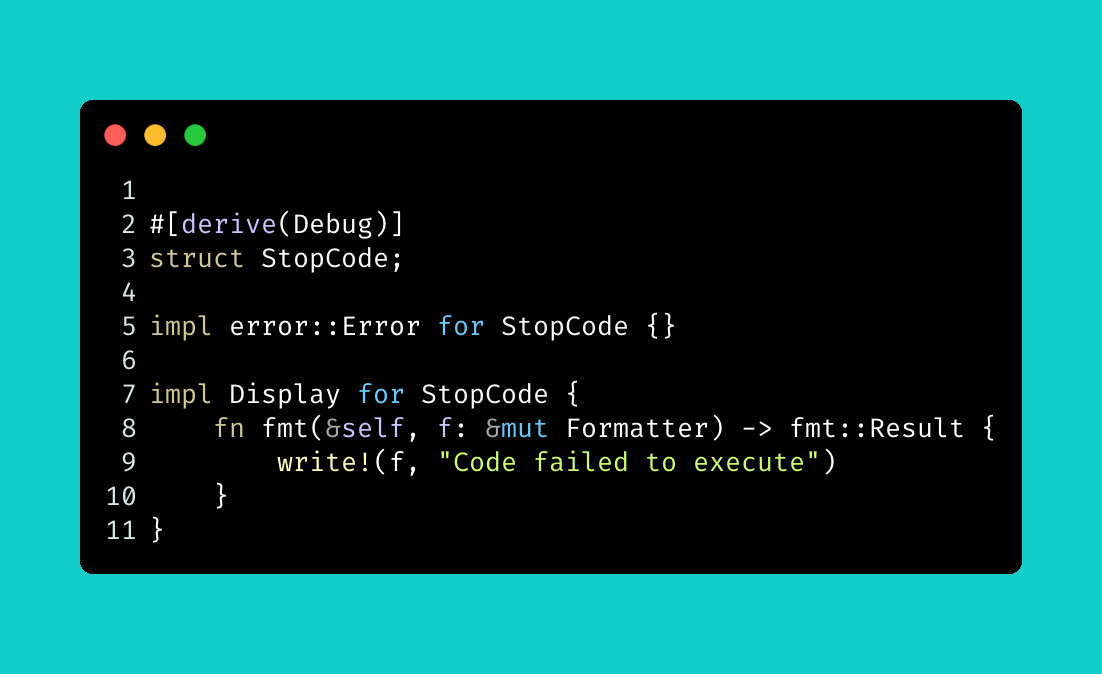 1
2 #[derive(Debug)]
3 struct StopCode;
4
5 impl error::Error for StopCode {}
6
7 impl Display for StopCode {
8     fn fmt(&self, f: &mut Formatter) -> fmt::Result {
9         write!(f, "Code failed to execute")
10     }
11 }